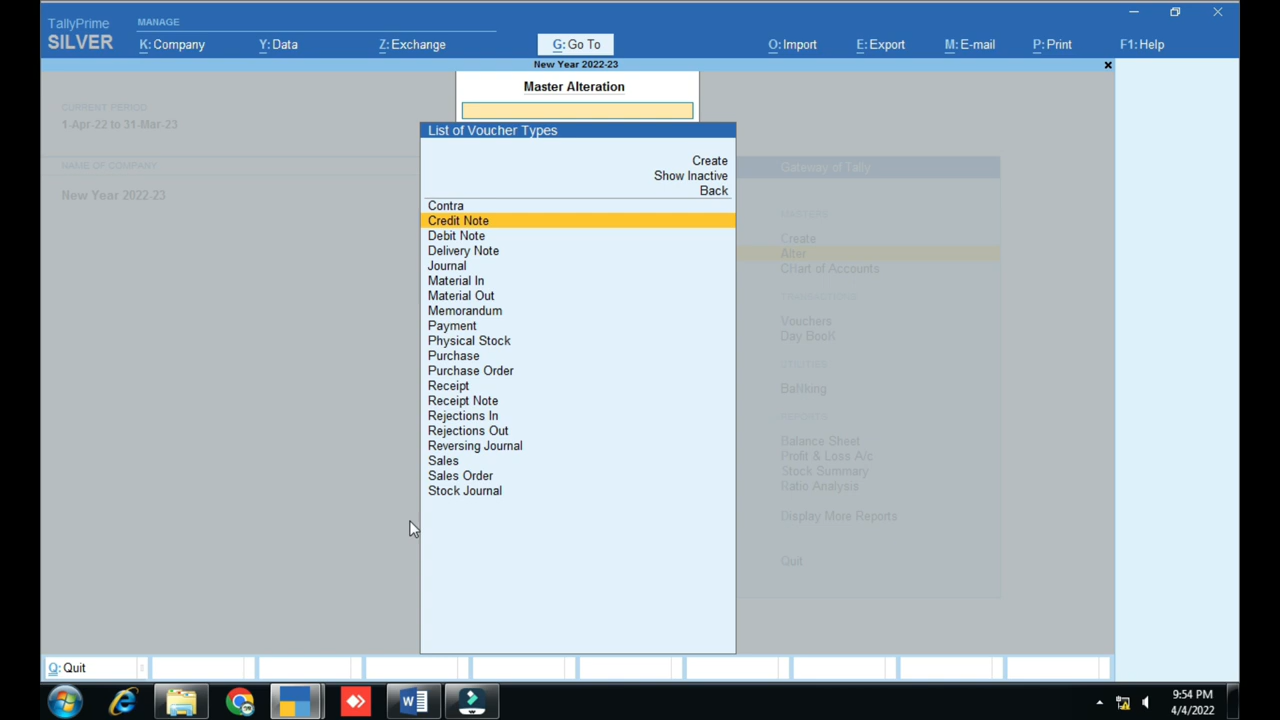 TallyPrime
SILVER
MANAGE
K: Company
Y: Data
Z: Exchange
G: Go To
O: Import
E: Export
M: E-mail
P: Print
F1: Help
New Year 2022-23
Master Alteration
CURRENT PERIOD
1-Apr-22 to 31-Mar-23
NAME OF COMPANY
New Year 2022-23
List of Voucher Types
Create
Show Inactive
Back
Contra
Credit Note
Debit Note
Delivery Note
Journal
Material In
Material Out
Memorandum
Payment
Physical Stock
Purchase
Purchase Order
Receipt
Receipt Note
Rejections In
Rejections Out
Reversing Journal
Sales
Sales Order
Stock Journal
Gateway of Tally
MASTERS
Create
Alter
CHart of Accounts
TRANSACTIONS
Vouchers
Day BooK
UTILITIES
BaNking
REPORTS
Balance Sheet
Profit & Loss A/c
Stock Summary
Ratio Analysis
Display More Reports
Quit
Q: Quit
9:54 PM
4/4/2022